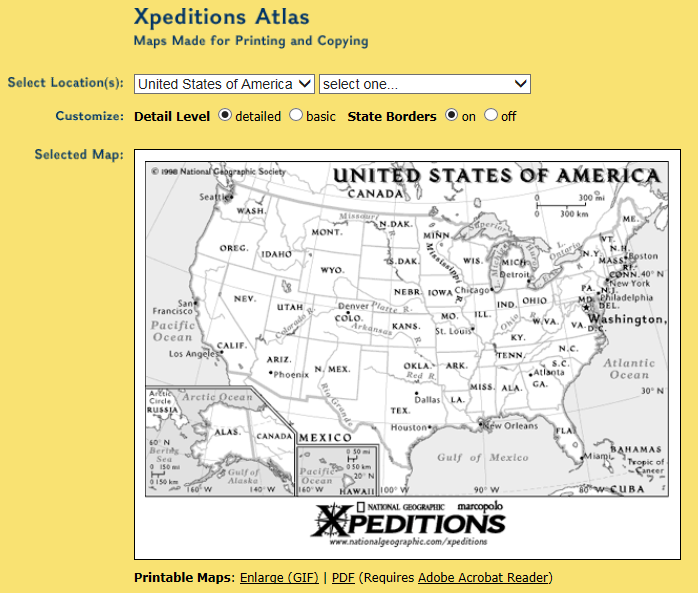 Xpeditions Atlas
Maps Made for Printing and Copying
Select Location(s): United States of America select one...
Customize: Detail Level detailed basic State Borders on off
Selected Map:
© 1998 National Geographic Society
UNITED STATES OF AMERICA
CANADA
0 300 mi
0 300 km
Seattle
WASH.
Missouri R.
N.DAK.
MINN.
Superior
ME.
MONT.
OREG.
IDAHO
S.DAK.
Mississippi R.
WIS.
Michigan
MICH.
Huron
L. Ontario
VT.
N.H.
N.Y.
MASS.
Boston
R.I.
WYO.
Detroit
CONN.
40° N
NEBR.
IOWA
Chicago
PA.
N.J.
New York
NEV.
UTAH
Denver
Platte R.
IND.
OHIO
MD.
Philadelphia
DEL.
San Francisco
COLO.
Colorado R.
Arkansas R.
KANS.
MO.
ILL.
St. Louis
Ohio R.
W.VA.
VA.
Washington,
D.C.
Pacific Ocean
KY.
CALIF.
Los Angeles
N.C.
TENN.
ARIZ.
Phoenix
N. MEX.
OKLA.
Red R.
ARK.
S.C.
Atlanta
GA.
Atlantic Ocean
MISS.
ALA.
30° N
Dallas
LA.
Rio Grande
TEX.
Houston
New Orleans
FLA.
Arctic Ocean
Arctic Circle
RUSSIA
ALAS.
CANADA
MEXICO
60° N
Bering Sea
0 150 mi
0 150 km
Gulf of Alaska
160° W
140° W
0 50 mi
0 50 km
Pacific Ocean
20° N
160° W
HAWAII
Gulf of Mexico
Miami
BAHAMAS
Tropic of Cancer
100° W
90° W
80° W
CUBA
NATIONAL GEOGRAPHIC marcopolo
XPEDITIONS
www.nationalgeographic.com/xpeditions
Printable Maps: Enlarge (GIF) | PDF (Requires Adobe Acrobat Reader)